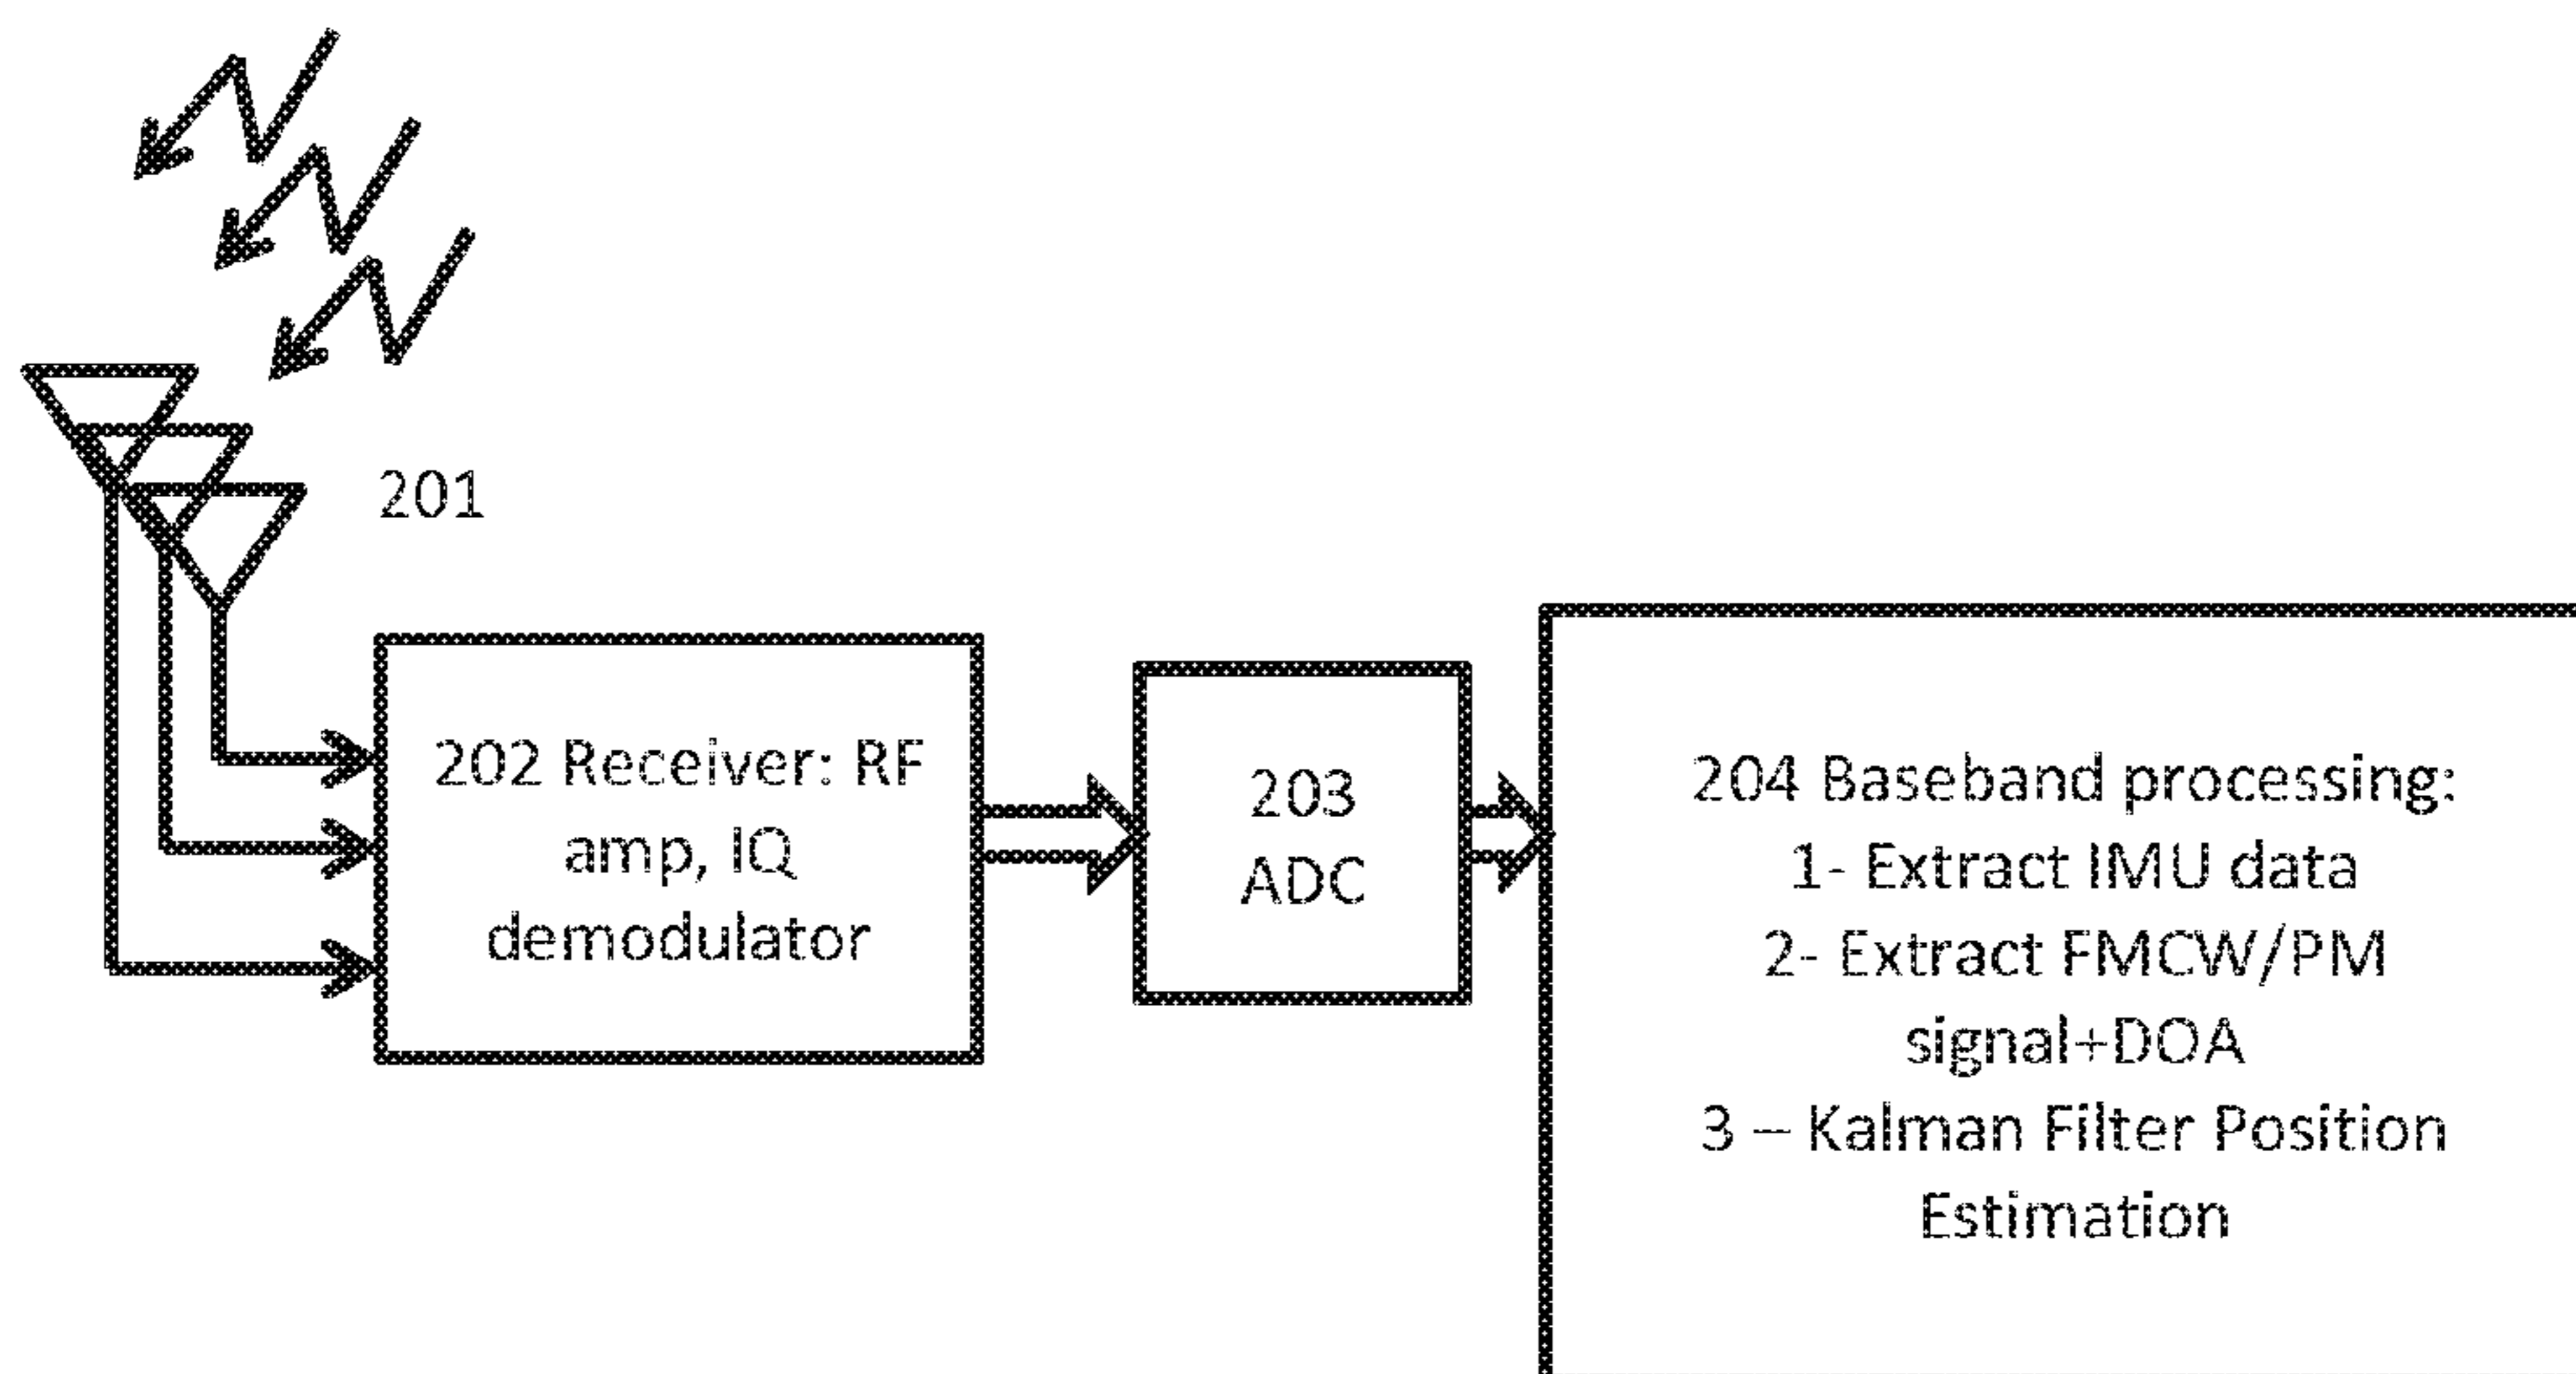 201
202 Receiver: RF
amp, IQ
demodulator
203
ADC
204 Baseband processing:
1- Extract IMU data
2- Extract FMCW/PM
signal+DOA
3 – Kalman Filter Position
Estimation